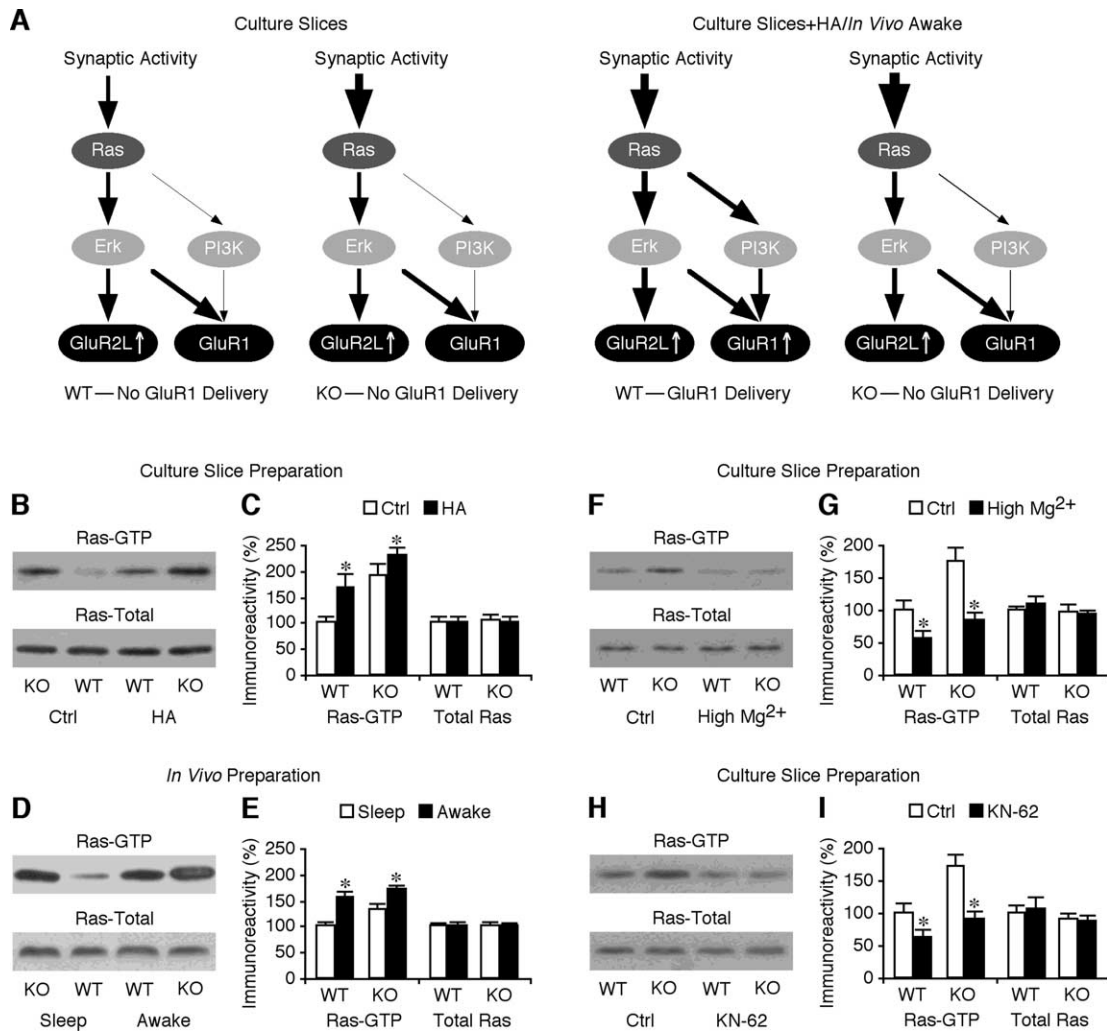 A
Culture Slices
Culture Slices+HA/In Vivo Awake
Synaptic Activity Synaptic Activity Synaptic Activity Synaptic Activity
Ras Ras Ras Ras
Erk PI3K Erk PI3K Erk PI3K Erk PI3K
GluR2L↑ GluR1 GluR2L↑ GluR1 GluR2L↑ GluR1↑ GluR2L↑ GluR1
WT — No GluR1 Delivery KO — No GluR1 Delivery WT — GluR1 Delivery KO — No GluR1 Delivery
Culture Slice Preparation
B
Ras-GTP
Ras-Total
KO WT WT KO
Ctrl HA
C
Ctrl HA
Immunoreactivity (%)
250
200
150
100
50
0
* *
WT KO WT KO
Ras-GTP Total Ras
In Vivo Preparation
D
Ras-GTP
Ras-Total
KO WT WT KO
Sleep Awake
E
Sleep Awake
Immunoreactivity (%)
250
200
150
100
50
0
* *
WT KO WT KO
Ras-GTP Total Ras
Culture Slice Preparation
F
Ras-GTP
Ras-Total
WT KO WT KO
Ctrl High Mg2+
G
Ctrl High Mg2+
Immunoreactivity (%)
200
150
100
50
0
* *
WT KO WT KO
Ras-GTP Total Ras
Culture Slice Preparation
H
Ras-GTP
Ras-Total
WT KO WT KO
Ctrl KN-62
I
Ctrl KN-62
Immunoreactivity (%)
200
150
100
50
0
* *
WT KO WT KO
Ras-GTP Total Ras